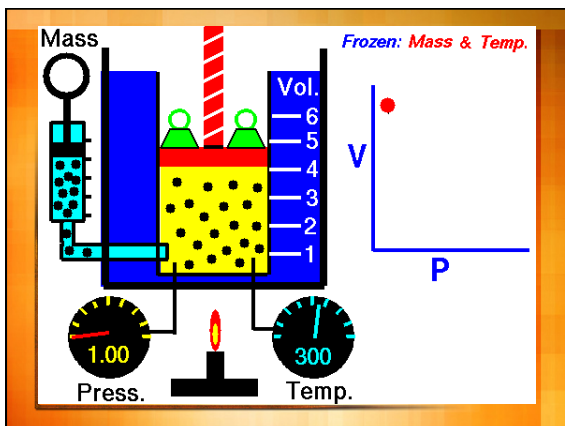 Mass
Frozen: Mass & Temp.
Vol.
6
5
4
3
2
1
V
P
1.00
300
Press.
Temp.